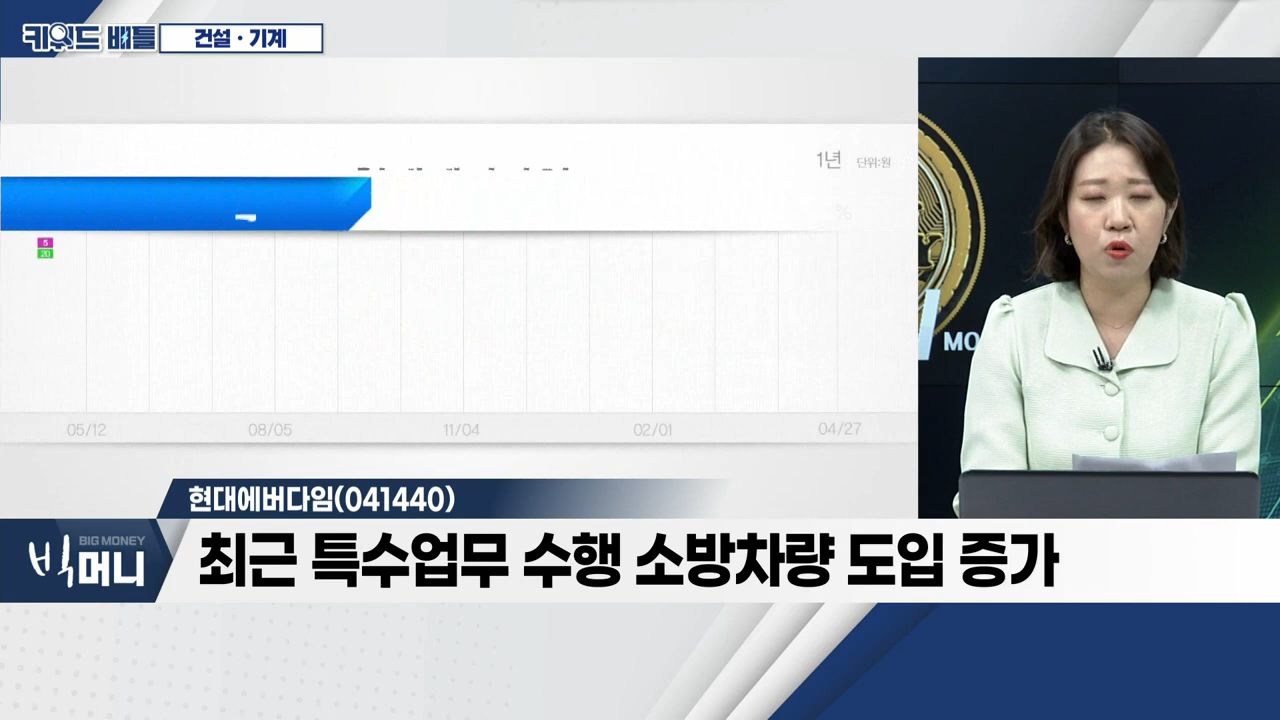 키워드 배틀
건설·기계
1년 단위:원
%
5
20
05/12 08/05 11/04 02/01 04/27
MO
현대에버다임(041440)
빅머니
BIG MONEY
최근 특수업무 수행 소방차량 도입 증가